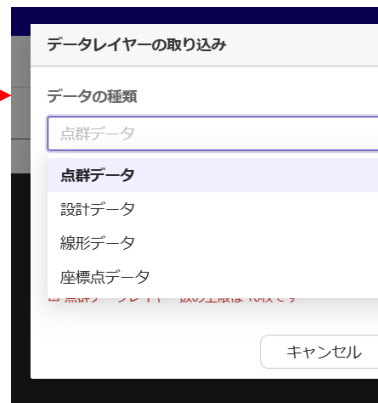 データレイヤーの取り込み
データの種類
点群データ
点群データ
設計データ
線形データ
座標点データ
キャンセル